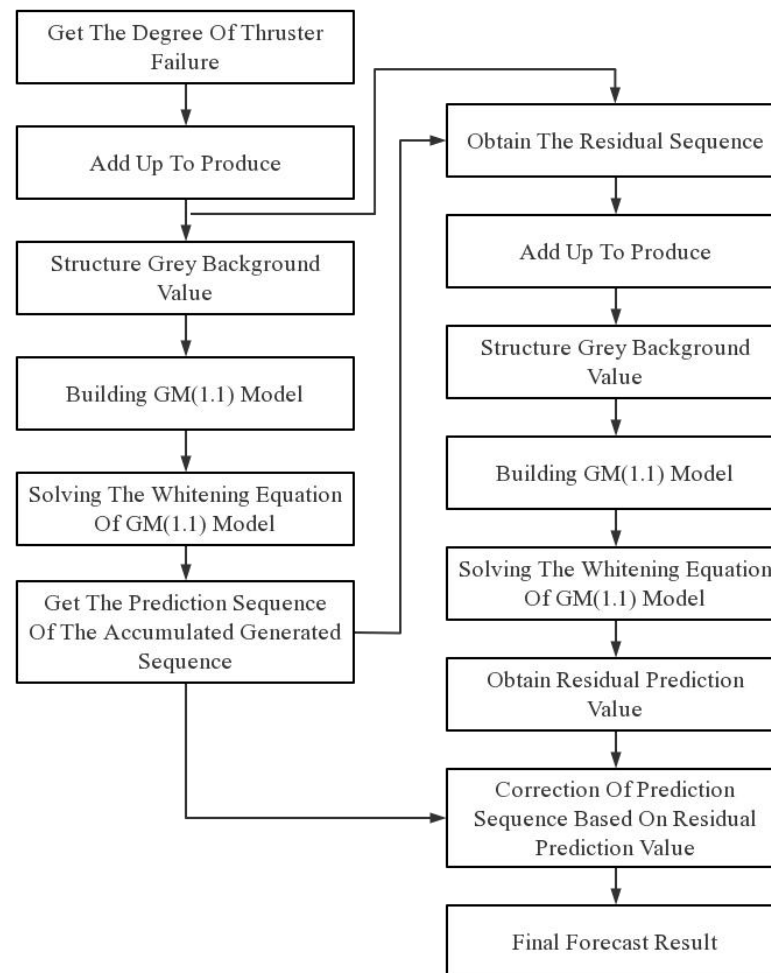 Get The Degree Of Thruster
Failure
Add Up To Produce
Structure Grey Background
Value
Building GM(1.1) Model
Solving The Whitening Equation
Of GM(1.1) Model
Get The Prediction Sequence
Of The Accumulated Generated
Sequence
Obtain The Residual Sequence
Add Up To Produce
Structure Grey Background
Value
Building GM(1.1) Model
Solving The Whitening Equation
Of GM(1.1) Model
Obtain Residual Prediction
Value
Correction Of Prediction
Sequence Based On Residual
Prediction Value
Final Forecast Result